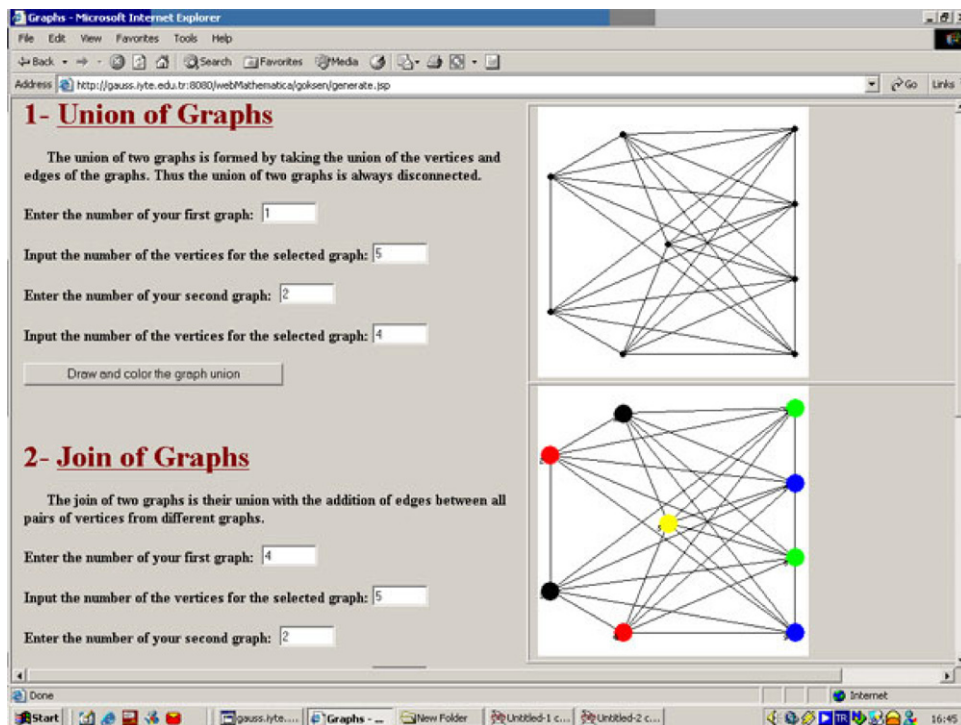 Graphs - Microsoft Internet Explorer
File Edit View Favorites Tools Help
Back Search Favorites Media
Address http://gauss.iyte.edu.tr:8080/webMathematica/goksen/generate.jsp Go Links
1- Union of Graphs
The union of two graphs is formed by taking the union of the vertices and
edges of the graphs. Thus the union of two graphs is always disconnected.
Enter the number of your first graph: 1
Input the number of the vertices for the selected graph: 5
Enter the number of your second graph: 2
Input the number of the vertices for the selected graph: 4
Draw and color the graph union
2- Join of Graphs
The join of two graphs is their union with the addition of edges between all
pairs of vertices from different graphs.
Enter the number of your first graph: 4
Input the number of the vertices for the selected graph: 5
Enter the number of your second graph: 2
Done Internet
Start gauss.iyte.... Graphs - ... New Folder Untitled-1 c... Untitled-2 c... TR 16:45